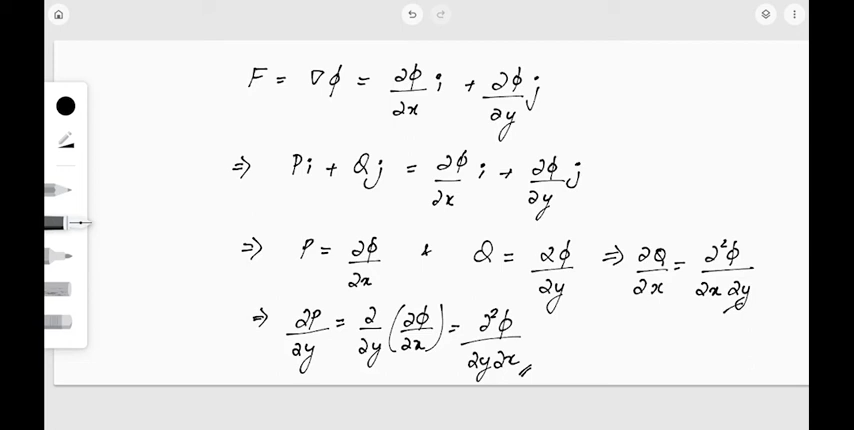 F = ∇ϕ = ∂ϕ/∂x i + ∂ϕ/∂y j
⇒ Pi + Qj = ∂ϕ/∂x i + ∂ϕ/∂y j
⇒ P = ∂ϕ/∂x & Q = ∂ϕ/∂y ⇒ ∂Q/∂x = ∂²ϕ/∂x∂y
⇒ ∂P/∂y = ∂/∂y (∂ϕ/∂x) = ∂²ϕ/∂y∂x